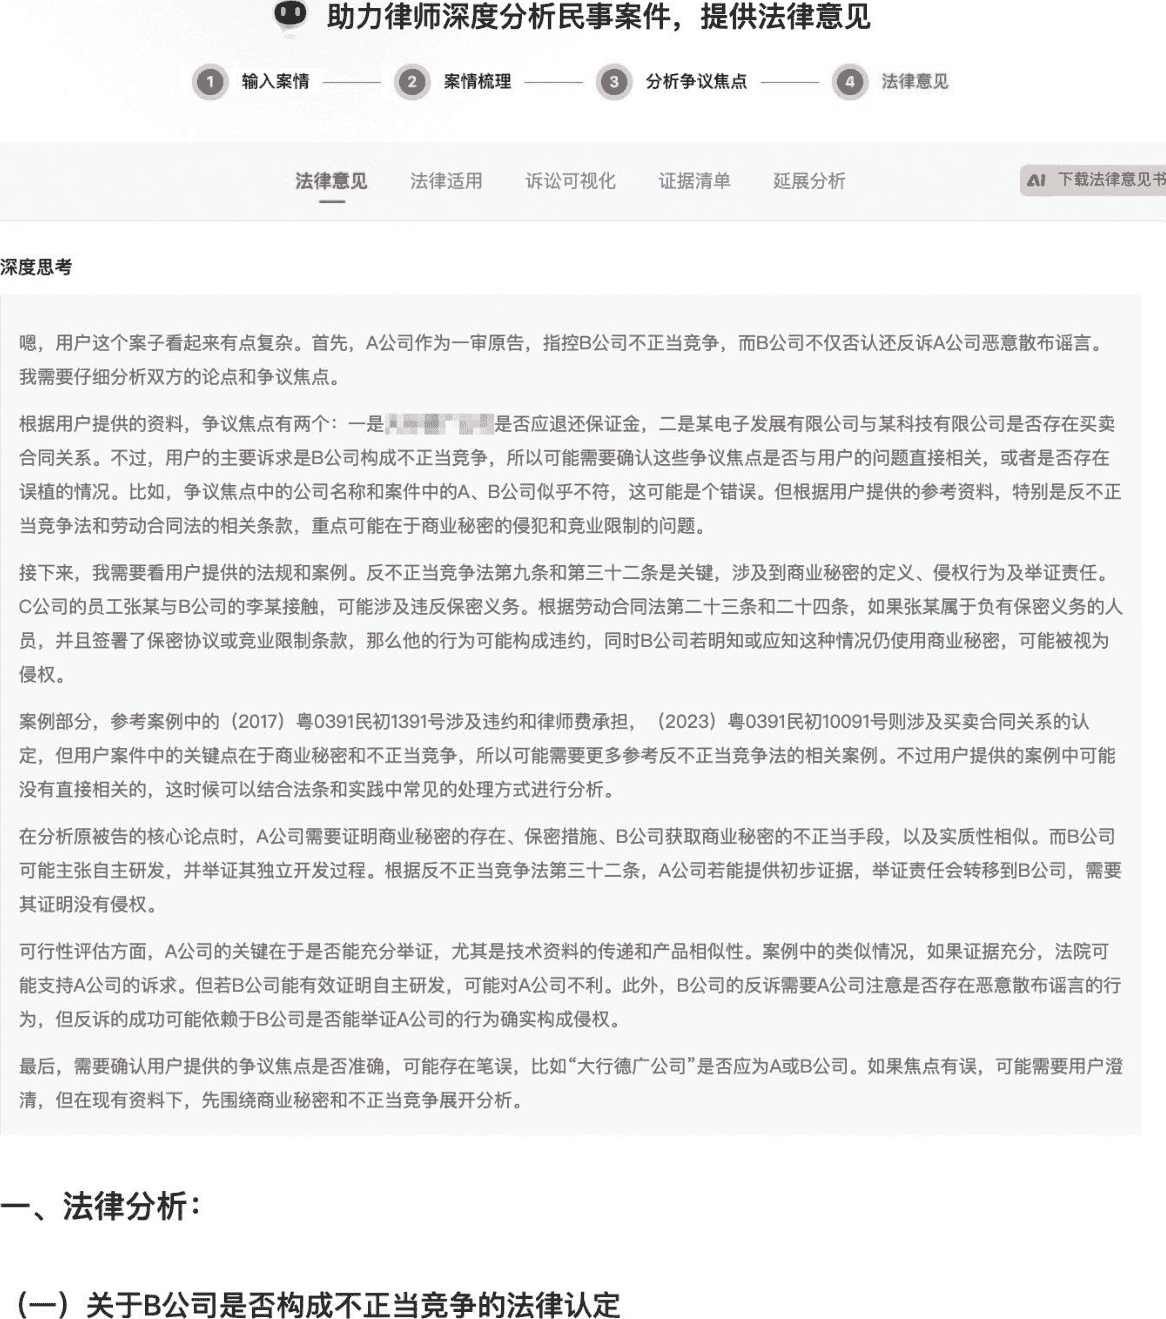 助力律师深度分析民事案件，提供法律意见
1 输入案情 2 案情梳理 3 分析争议焦点 4 法律意见
法律意见 法律适用 诉讼可视化 证据清单 延展分析 AI 下载法律意见书
深度思考
嗯，用户这个案子看起来有点复杂。首先，A公司作为一审原告，指控B公司不正当竞争，而B公司不仅否认还反诉A公司恶意散布谣言。
我需要仔细分析双方的论点和争议焦点。
根据用户提供的资料，争议焦点有两个：一是是否应退还保证金，二是某电子发展有限公司与某科技有限公司是否存在买卖
合同关系。不过，用户的主要诉求是B公司构成不正当竞争，所以可能需要确认这些争议焦点是否与用户的问题直接相关，或者是否存在
误植的情况。比如，争议焦点中的公司名称和案件中的A、B公司似乎不符，这可能是个错误。但根据用户提供的参考资料，特别是反不正
当竞争法和劳动合同法的相关条款，重点可能在于商业秘密的侵犯和竞业限制的问题。
接下来，我需要看用户提供的法规和案例。反不正当竞争法第九条和第三十二条是关键，涉及到商业秘密的定义、侵权行为及举证责任。
C公司的员工张某与B公司的李某接触，可能涉及违反保密义务。根据劳动合同法第二十三条和二十四条，如果张某属于负有保密义务的人
员，并且签署了保密协议或竞业限制条款，那么他的行为可能构成违约，同时B公司若明知或应知这种情况仍使用商业秘密，可能被视为
侵权。
案例部分，参考案例中的（2017）粤0391民初1391号涉及违约和律师费承担，（2023）粤0391民初10091号则涉及买卖合同关系的认
定，但用户案件中的关键点在于商业秘密和不正当竞争，所以可能需要更多参考反不正当竞争法的相关案例。不过用户提供的案例中可能
没有直接相关的，这时候可以结合法条和实践中常见的处理方式进行分析。
在分析原被告的核心论点时，A公司需要证明商业秘密的存在、保密措施、B公司获取商业秘密的不正当手段，以及实质性相似。而B公司
可能主张自主研发，并举证其独立开发过程。根据反不正当竞争法第三十二条，A公司若能提供初步证据，举证责任会转移到B公司，需要
其证明没有侵权。
可行性评估方面，A公司的关键在于是否能充分举证，尤其是技术资料的传递和产品相似性。案例中的类似情况，如果证据充分，法院可
能支持A公司的诉求。但若B公司能有效证明自主研发，可能对A公司不利。此外，B公司的反诉需要A公司注意是否存在恶意散布谣言的行
为，但反诉的成功可能依赖于B公司是否能举证A公司的行为确实构成侵权。
最后，需要确认用户提供的争议焦点是否准确，可能存在笔误，比如“大行德广公司”是否应为A或B公司。如果焦点有误，可能需要用户澄
清，但在现有资料下，先围绕商业秘密和不正当竞争展开分析。
一、法律分析：
（一）关于B公司是否构成不正当竞争的法律认定